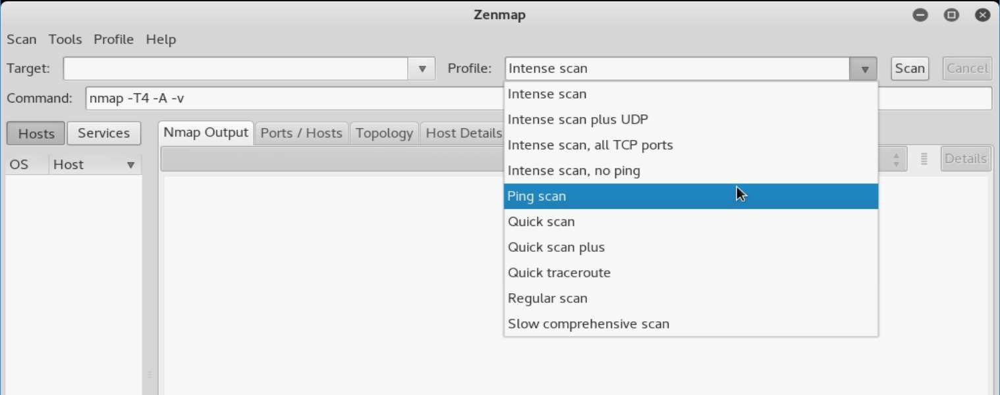 Zenmap
Scan Tools Profile Help
Target: Profile: Intense scan Scan Cancel
Command: nmap -T4 -A -v
Intense scan
Intense scan plus UDP
Intense scan, all TCP ports
Intense scan, no ping
Ping scan
Quick scan
Quick scan plus
Quick traceroute
Regular scan
Slow comprehensive scan
Hosts Services
Nmap Output Ports / Hosts Topology Host Details
OS Host
Details